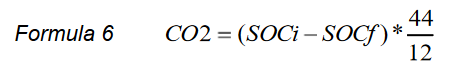 Formula 6 CO2 = (SOCi – SOCf) * 44/12